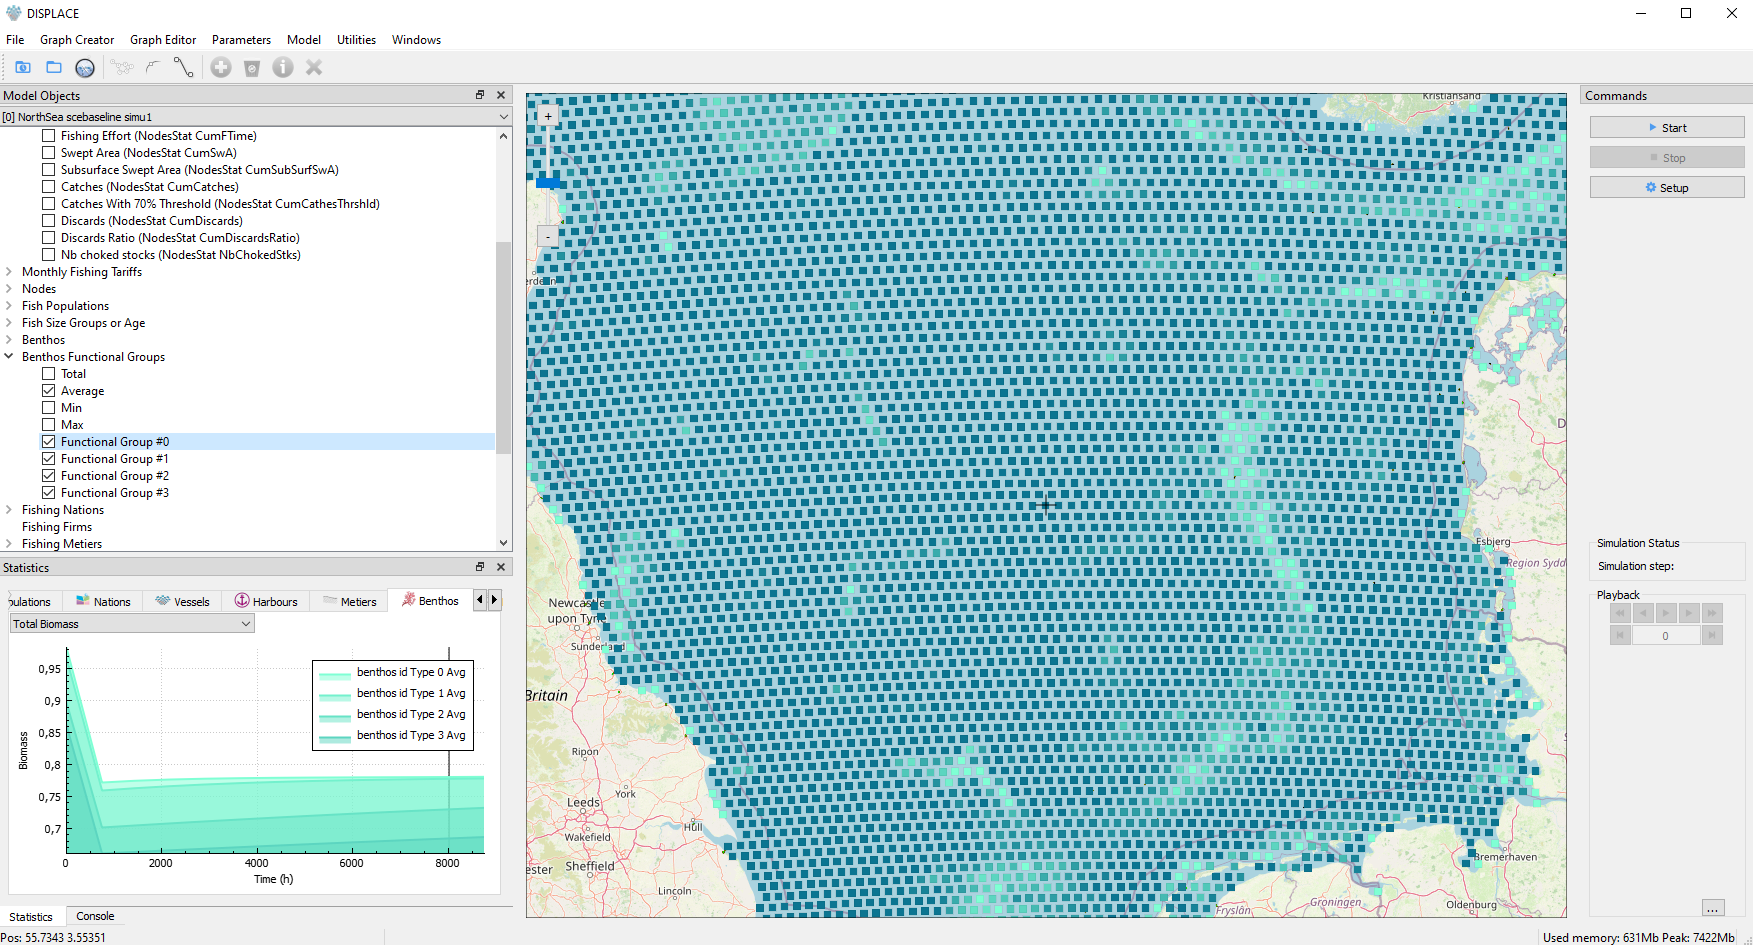 DISPLACE
File Graph Creator Graph Editor Parameters Model Utilities Windows
Model Objects
[0] NorthSea scebaseline simu1
Fishing Effort (NodesStat CumFTime)
Swept Area (NodesStat CumSwA)
Subsurface Swept Area (NodesStat CumSubSurfSwA)
Catches (NodesStat CumCatches)
Catches With 70% Threshold (NodesStat CumCathesThrshld)
Discards (NodesStat CumDiscards)
Discards Ratio (NodesStat CumDiscardsRatio)
Nb choked stocks (NodesStat NbChokedStks)
Monthly Fishing Tariffs
Nodes
Fish Populations
Fish Size Groups or Age
Benthos
Benthos Functional Groups
Total
Average
Min
Max
Functional Group #0
Functional Group #1
Functional Group #2
Functional Group #3
Fishing Nations
Fishing Firms
Fishing Metiers
Statistics
pulations Nations Vessels Harbours Metiers Benthos
Total Biomass
0,95
0,9
0,85
0,8
0,75
0,7
Biomass
benthos id Type 0 Avg
benthos id Type 1 Avg
benthos id Type 2 Avg
benthos id Type 3 Avg
0 2000 4000 6000 8000
Time (h)
Statistics Console
Pos: 55.7343 3.55351
+
-
Kristiansand
erdeen
Esbjerg
Region Sydd
Newcastle
upon Tyne
Sunderland
Britain
Ripon
York
Leeds
Hull
Wakefield
Sheffield
ester
Lincoln
Bremerhaven
Groningen
Fryslân
Oldenburg
Commands
Start
Stop
Setup
Simulation Status
Simulation step:
Playback
0
...
Used memory: 631Mb Peak: 7422Mb